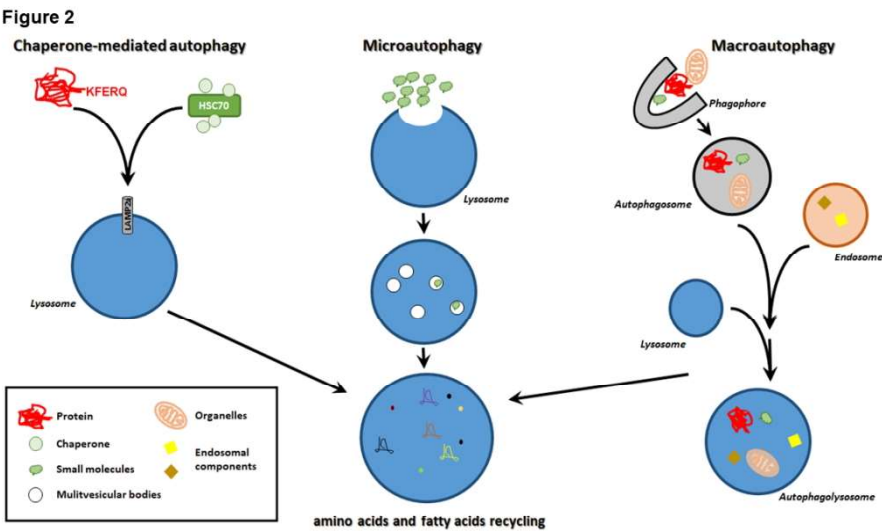 Figure 2
Chaperone-mediated autophagy
KFERQ
HSC70
LAMP2a
Lysosome
Microautophagy
Lysosome
Macroautophagy
Phagophore
Autophagosome
Endosome
Lysosome
Autophagolysosome
Protein
Chaperone
Small molecules
Mulitvesicular bodies
Organelles
Endosomal
components
amino acids and fatty acids recycling